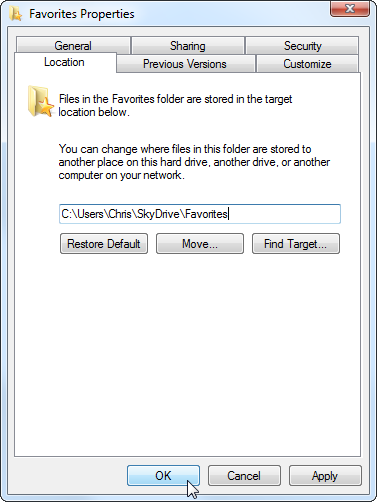 Favorites Properties
General Sharing Security
Location Previous Versions Customize
Files in the Favorites folder are stored in the target
location below.
You can change where files in this folder are stored to
another place on this hard drive, another drive, or another
computer on your network.
C:\Users\Chris\SkyDrive\Favorites
Restore Default Move... Find Target...
OK Cancel Apply